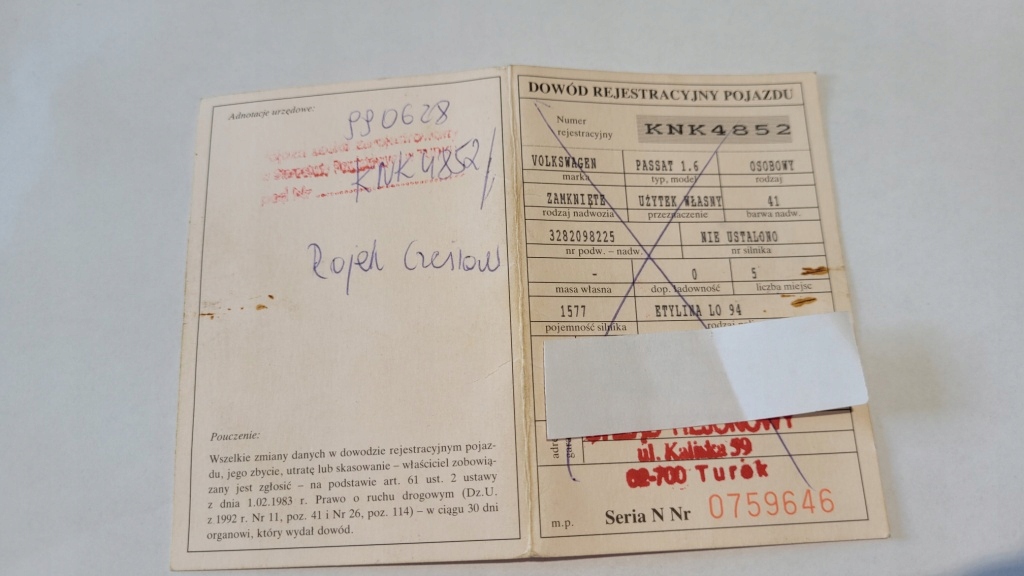 Adnotacje urzędowe:
990628
KNK4852/
Rojek Czesław
Pouczenie:
Wszelkie zmiany danych w dowodzie rejestracyjnym pojaz-
du, jego zbycie, utratę lub skasowanie – właściciel zobowią-
zany jest zgłosić – na podstawie art. 61 ust. 2 ustawy
z dnia 1.02.1983 r. Prawo o ruchu drogowym (Dz.U.
z 1992 r. Nr 11, poz. 41 i Nr 26, poz. 114) – w ciągu 30 dni
organowi, który wydał dowód.
DOWÓD REJESTRACYJNY POJAZDU
Numer
rejestracyjny KNK4852
VOLKSWAGEN PASSAT 1.6 OSOBOWY
marka typ, model rodzaj
ZAMKNIĘTE UŻYTEK WŁASNY 41
rodzaj nadwozia przeznaczenie barwa nadw.
3282098225 NIE USTALONO
nr podw. – nadw. nr silnika
- 0 5
masa własna dop. ładowność liczba miejsc
1577 ETYLINA LO 94
pojemność silnika rodzaj
URZĄD REJONOWY
ul. Kaliska 59
62-700 Turek
m.p. Seria N Nr 0759646